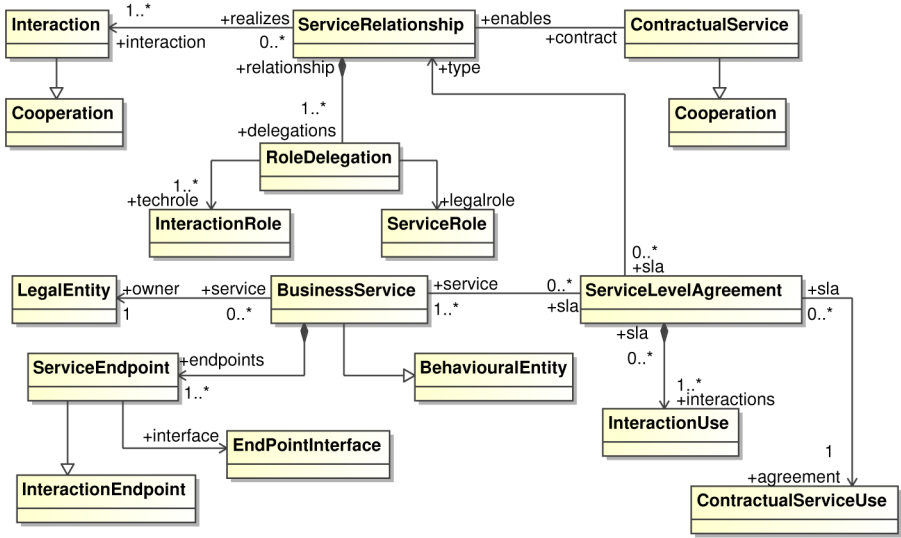 Interaction
1..*
+interaction
+realizes
0..*
ServiceRelationship
+enables
+contract
ContractualService
+relationship
+type
Cooperation
Cooperation
1..*
+delegations
RoleDelegation
1..*
+techrole
+legalrole
InteractionRole
ServiceRole
0..*
+sla
LegalEntity
+owner
1
+service
0..*
BusinessService
+service
1..*
0..*
+sla
ServiceLevelAgreement
+sla
0..*
+sla
0..*
ServiceEndpoint
+endpoints
1..*
BehaviouralEntity
1..*
+interactions
InteractionUse
+interface
EndPointInterface
1
+agreement
InteractionEndpoint
ContractualServiceUse